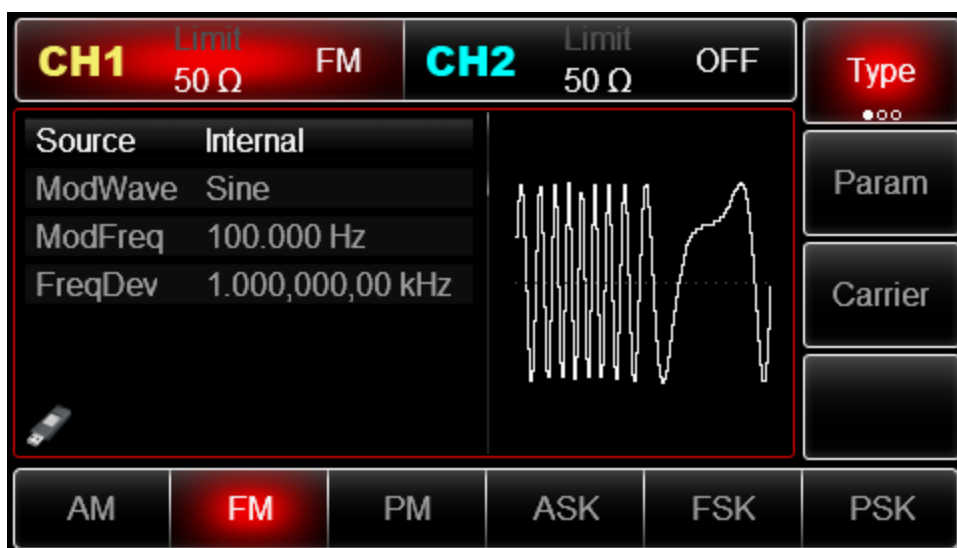 CH1 Limit 50 Ω FM CH2 Limit 50 Ω OFF
Type
Source Internal
ModWave Sine
ModFreq 100.000 Hz
FreqDev 1.000,000,00 kHz
Param
Carrier
AM FM PM ASK FSK PSK